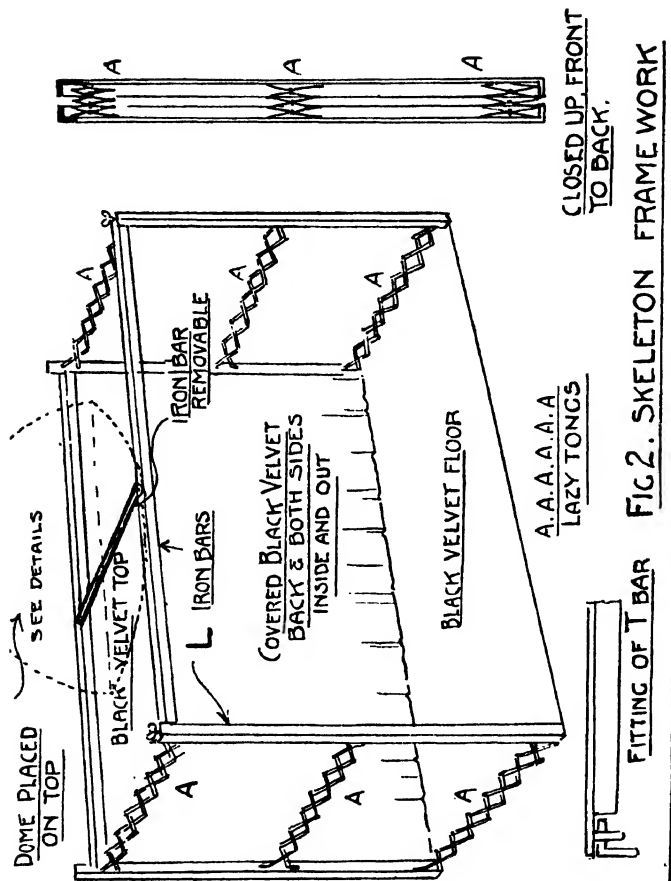 DOME PLACED
ON TOP
SEE DETAILS
BLACK VELVET TOP
IRON BAR
REMOVABLE
L
IRON BARS
COVERED BLACK VELVET
BACK & BOTH SIDES
INSIDE AND OUT
BLACK VELVET FLOOR
A
A
A
A
A
A
A
A
A
CLOSED UP, FRONT
TO BACK.
A.A.A.A.A.A
LAZY TONGS
FITTING OF T BAR
FIG 2. SKELETON FRAMEWORK